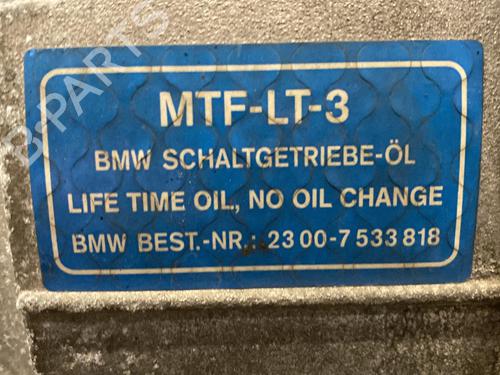 MTF-LT-3
BMW SCHALTGETRIEBE-ÖL
LIFE TIME OIL, NO OIL CHANGE
BMW BEST.-NR.: 23 00-7 533 818
B-PARTS